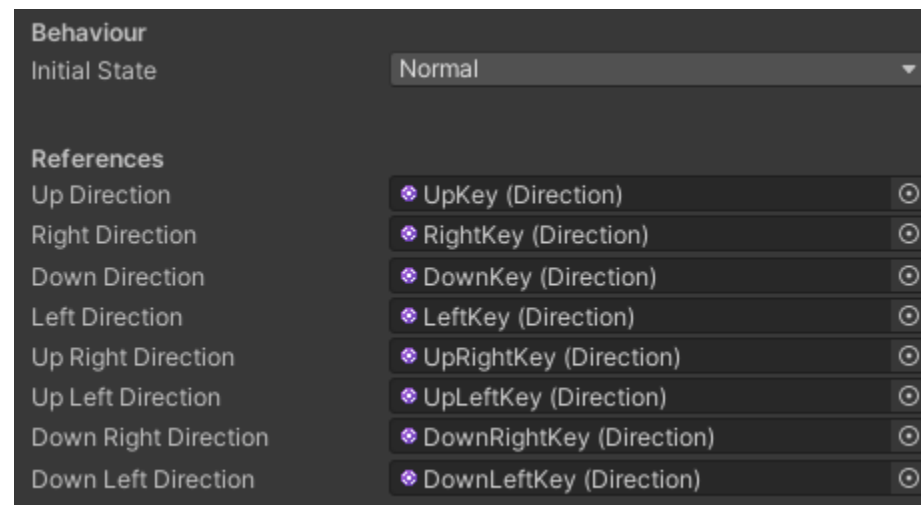 Behaviour
Initial State Normal
References
Up Direction UpKey (Direction)
Right Direction RightKey (Direction)
Down Direction DownKey (Direction)
Left Direction LeftKey (Direction)
Up Right Direction UpRightKey (Direction)
Up Left Direction UpLeftKey (Direction)
Down Right Direction DownRightKey (Direction)
Down Left Direction DownLeftKey (Direction)